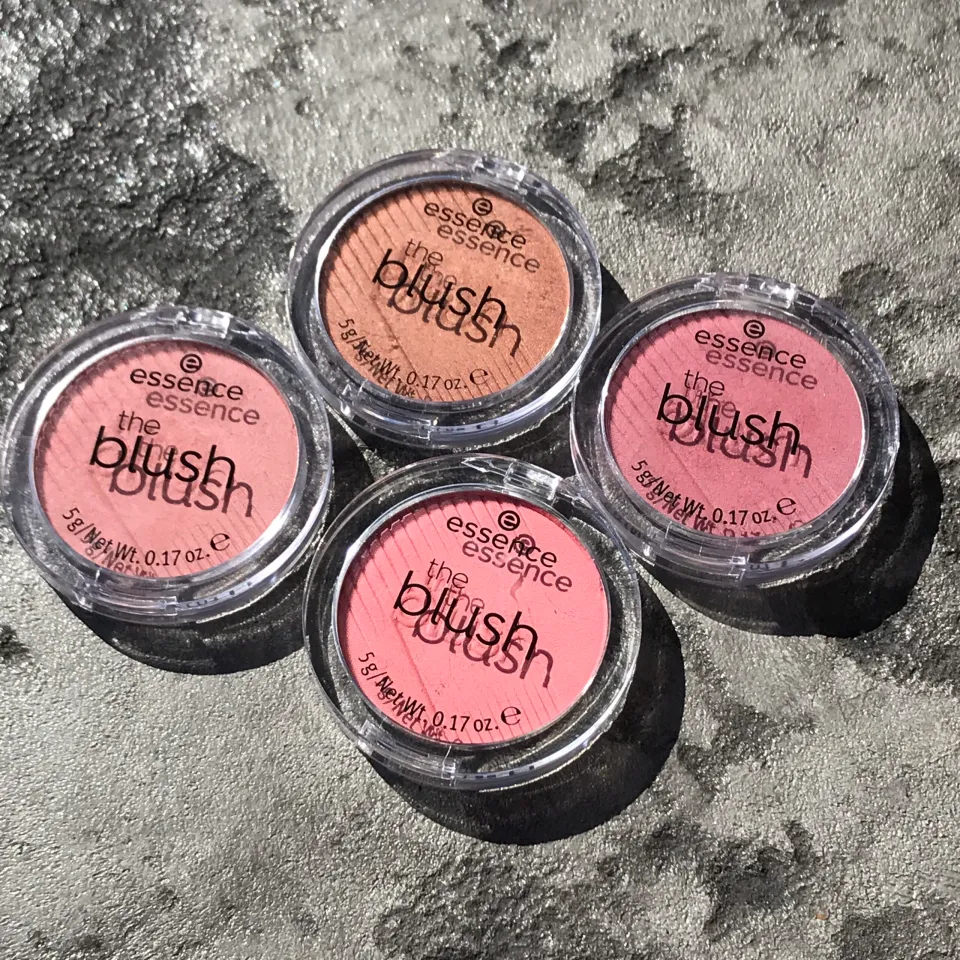 essence
the
blush
5g/Net Wt. 0.17 oz. e
essence
the
blush
5g/Net Wt. 0.17 oz. e
essence
the
blush
5g/Net Wt. 0.17 oz. e
essence
the
blush
5g/Net Wt. 0.17 oz. e